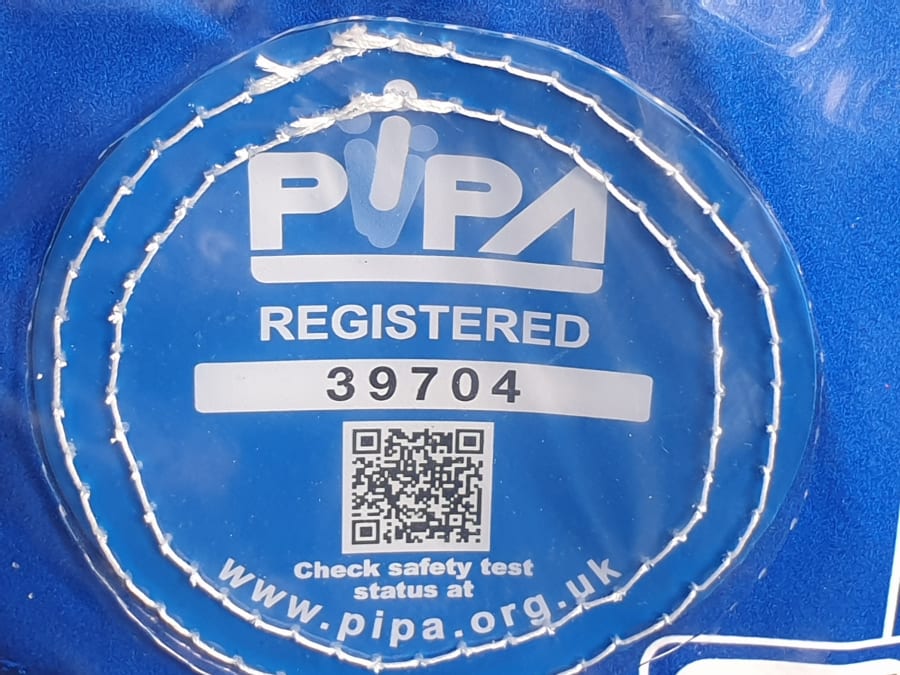 PiPA
REGISTERED
39704
Check safety test
status at
www.pipa.org.uk